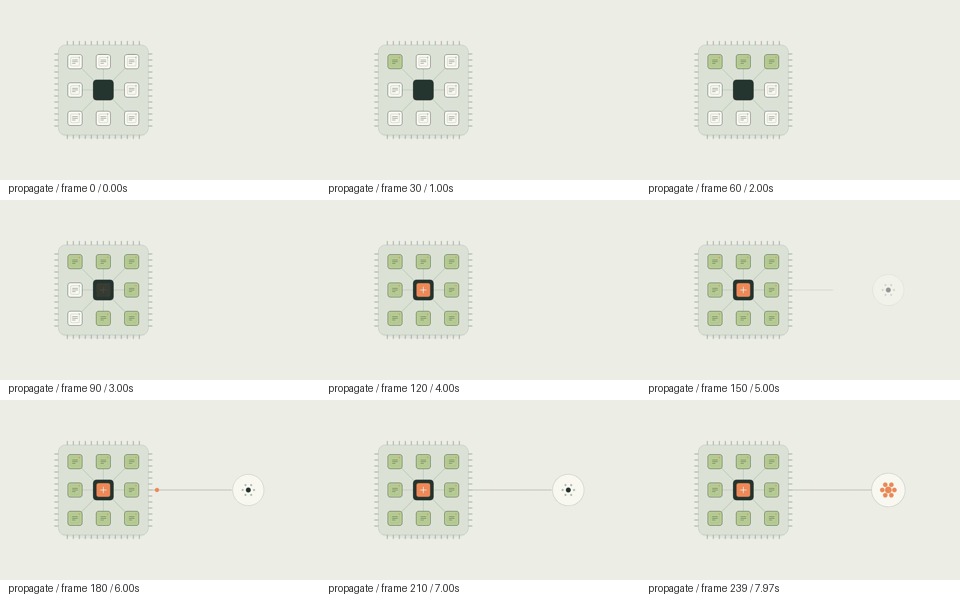 propagate / frame 0 / 0.00s
propagate / frame 30 / 1.00s
propagate / frame 60 / 2.00s
propagate / frame 90 / 3.00s
propagate / frame 120 / 4.00s
propagate / frame 150 / 5.00s
propagate / frame 180 / 6.00s
propagate / frame 210 / 7.00s
propagate / frame 239 / 7.97s